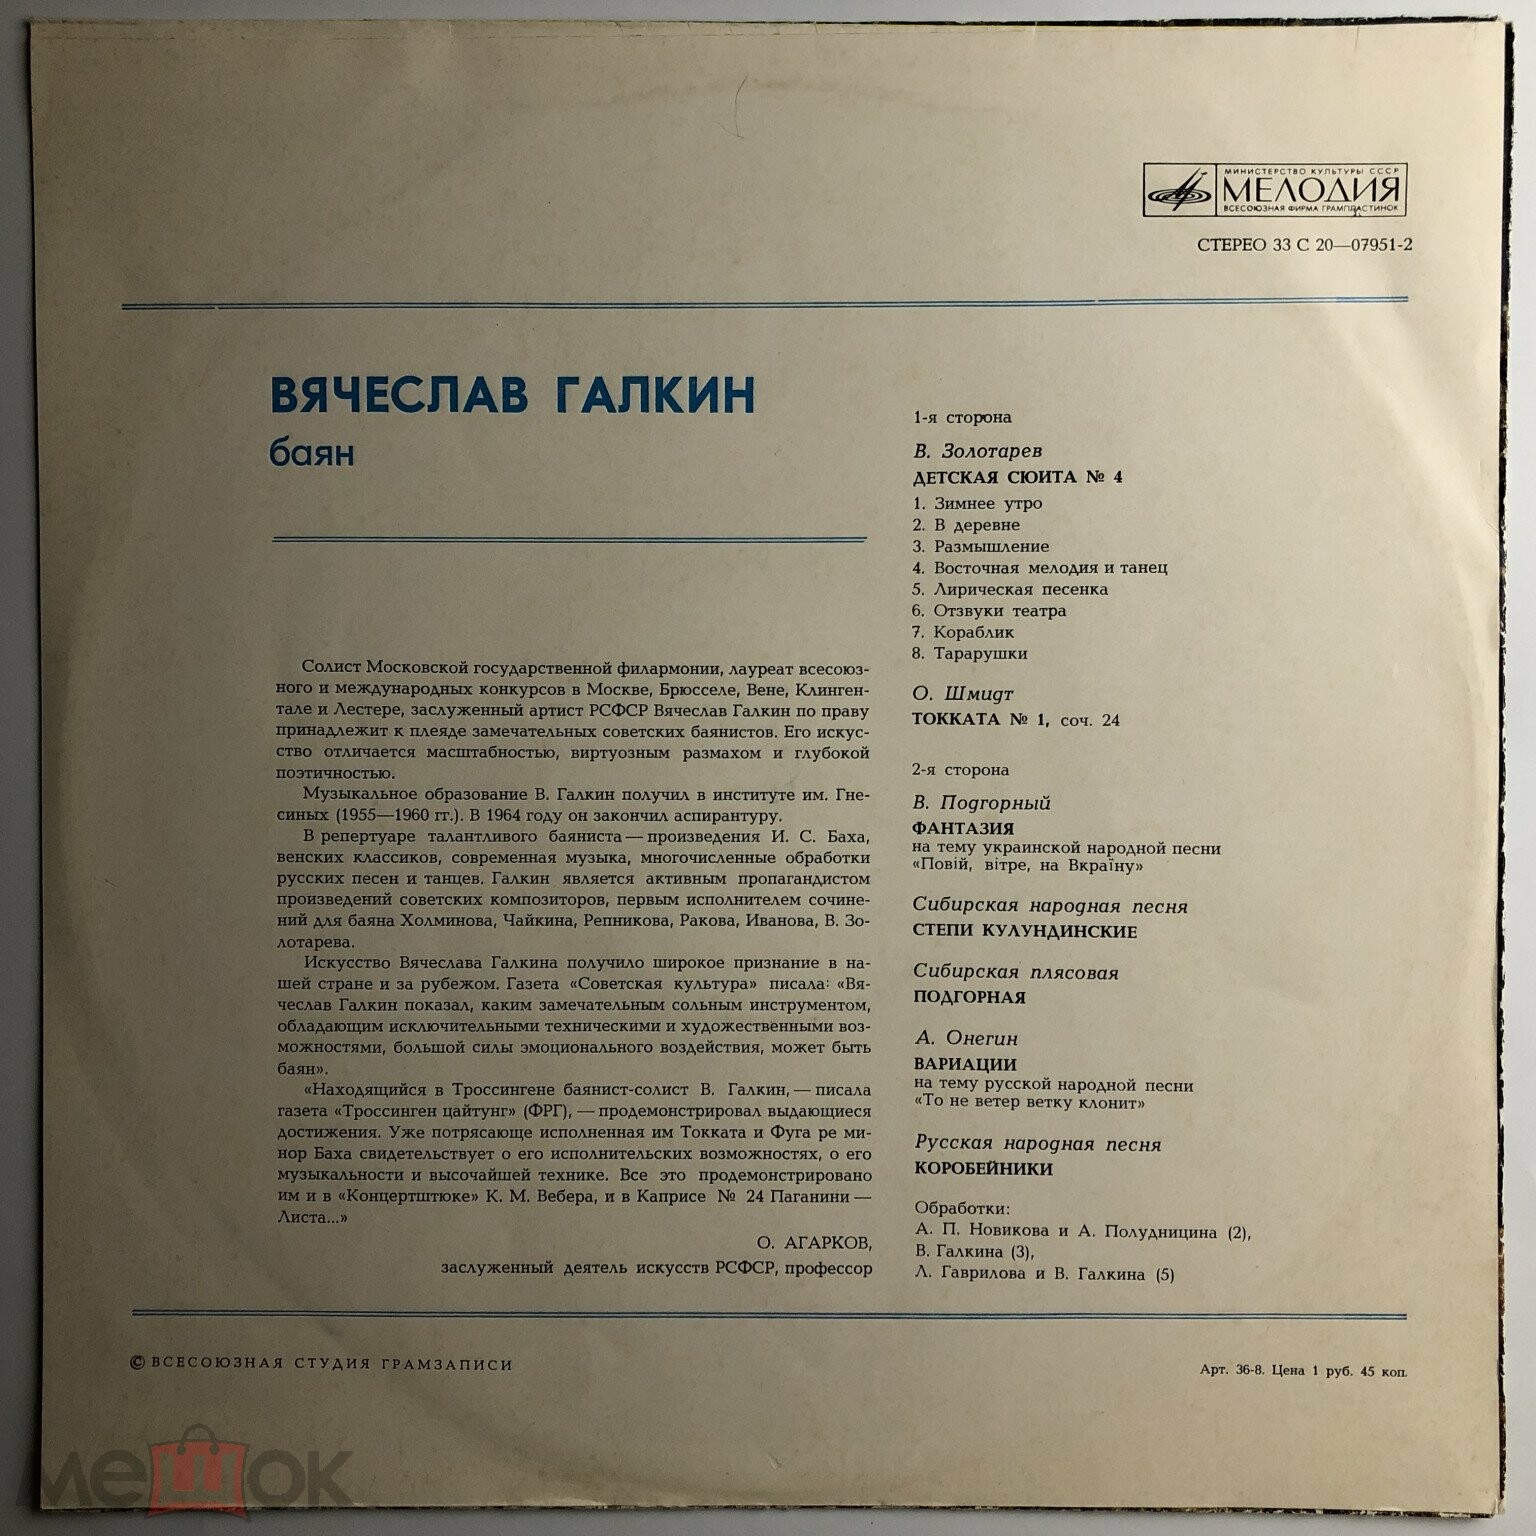 МИНИСТЕРСТВО КУЛЬТУРЫ СССР
МЕЛОДИЯ
ВСЕСОЮЗНАЯ ФИРМА ГРАМПЛАСТИНОК
СТЕРЕО 33 С 20—07951-2
ВЯЧЕСЛАВ ГАЛКИН
баян
Солист Московской государственной филармонии, лауреат всесоюз-
ного и международных конкурсов в Москве, Брюсселе, Вене, Клинген-
тале и Лестере, заслуженный артист РСФСР Вячеслав Галкин по праву
принадлежит к плеяде замечательных советских баянистов. Его искус-
ство отличается масштабностью, виртуозным размахом и глубокой
поэтичностью.
Музыкальное образование В. Галкин получил в институте им. Гне-
синых (1955—1960 гг.). В 1964 году он закончил аспирантуру.
В репертуаре талантливого баяниста — произведения И. С. Баха,
венских классиков, современная музыка, многочисленные обработки
русских песен и танцев. Галкин является активным пропагандистом
произведений советских композиторов, первым исполнителем сочине-
ний для баяна Холминова, Чайкина, Репникова, Ракова, Иванова, В. Зо-
лотарева.
Искусство Вячеслава Галкина получило широкое признание в на-
шей стране и за рубежом. Газета «Советская культура» писала: «Вя-
чеслав Галкин показал, каким замечательным сольным инструментом,
обладающим исключительными техническими и художественными воз-
можностями, большой силы эмоционального воздействия, может быть
баян».
«Находящийся в Троссингене баянист-солист В. Галкин, — писала
газета «Троссинген цайтунг» (ФРГ), — продемонстрировал выдающиеся
достижения. Уже потрясающе исполненная им Токката и Фуга ре ми-
нор Баха свидетельствует о его исполнительских возможностях, о его
музыкальности и высочайшей технике. Все это продемонстрировано
им и в «Концертштюке» К. М. Вебера, и в Каприсе № 24 Паганини —
Листа...»
О. АГАРКОВ,
заслуженный деятель искусств РСФСР, профессор
1-я сторона
В. Золотарев
ДЕТСКАЯ СЮИТА № 4
1. Зимнее утро
2. В деревне
3. Размышление
4. Восточная мелодия и танец
5. Лирическая песенка
6. Отзвуки театра
7. Кораблик
8. Тарарушки
О. Шмидт
ТОККАТА № 1, соч. 24
2-я сторона
В. Подгорный
ФАНТАЗИЯ
на тему украинской народной песни
«Повій, вітре, на Вкраїну»
Сибирская народная песня
СТЕПИ КУЛУНДИНСКИЕ
Сибирская плясовая
ПОДГОРНАЯ
А. Онегин
ВАРИАЦИИ
на тему русской народной песни
«То не ветер ветку клонит»
Русская народная песня
КОРОБЕЙНИКИ
Обработки:
А. П. Новикова и А. Полудницина (2),
В. Галкина (3),
Л. Гаврилова и В. Галкина (5)
© ВСЕСОЮЗНАЯ СТУДИЯ ГРАМЗАПИСИ
Арт. 36-8. Цена 1 руб. 45 коп.
мешок